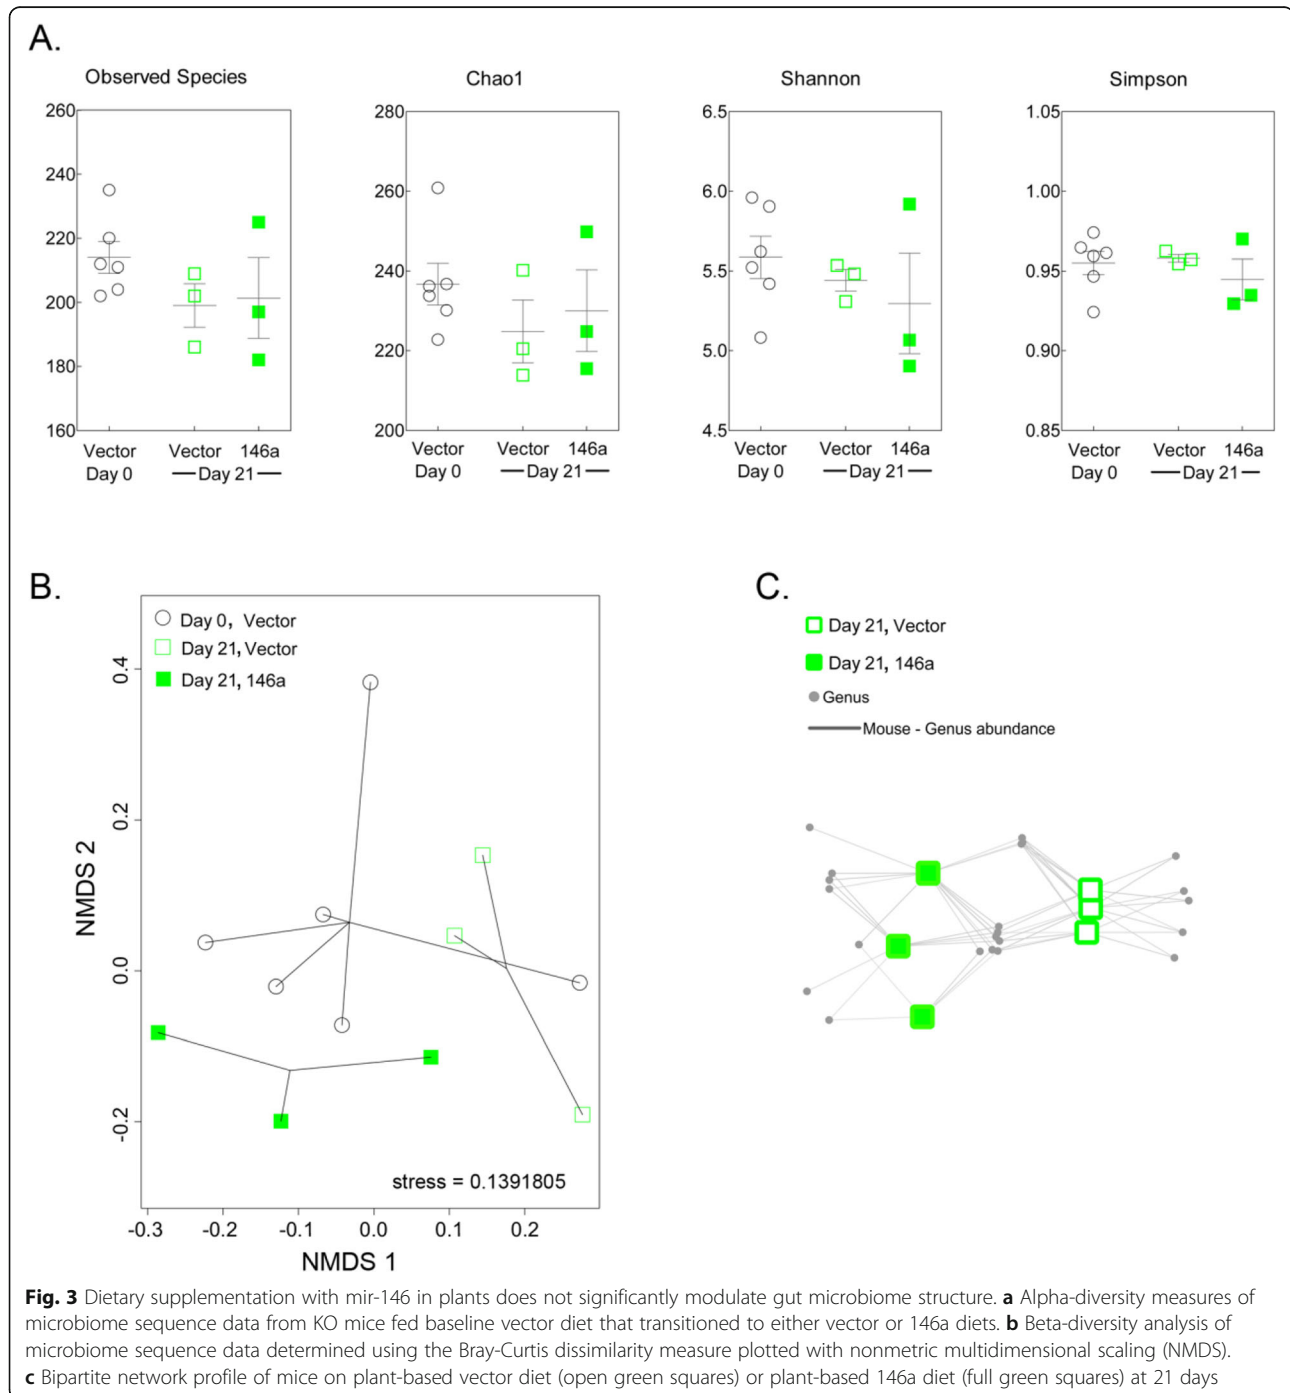 A.
Observed Species
Chao1
Shannon
Simpson
260
240
220
200
180
160
Vector Vector 146a
Day 0 Day 21
280
260
240
220
200
Vector Vector 146a
Day 0 Day 21
6.5
6.0
5.5
5.0
4.5
Vector Vector 146a
Day 0 Day 21
1.05
1.00
0.95
0.90
0.85
Vector Vector 146a
Day 0 Day 21
B.
Day 0, Vector
Day 21, Vector
Day 21, 146a
NMDS 2
0.4
0.2
0.0
-0.2
stress = 0.1391805
-0.3 -0.2 -0.1 0.0 0.1 0.2
NMDS 1
C.
Day 21, Vector
Day 21, 146a
Genus
Mouse - Genus abundance
Fig. 3 Dietary supplementation with mir-146 in plants does not significantly modulate gut microbiome structure. a Alpha-diversity measures of
microbiome sequence data from KO mice fed baseline vector diet that transitioned to either vector or 146a diets. b Beta-diversity analysis of
microbiome sequence data determined using the Bray-Curtis dissimilarity measure plotted with nonmetric multidimensional scaling (NMDS).
c Bipartite network profile of mice on plant-based vector diet (open green squares) or plant-based 146a diet (full green squares) at 21 days